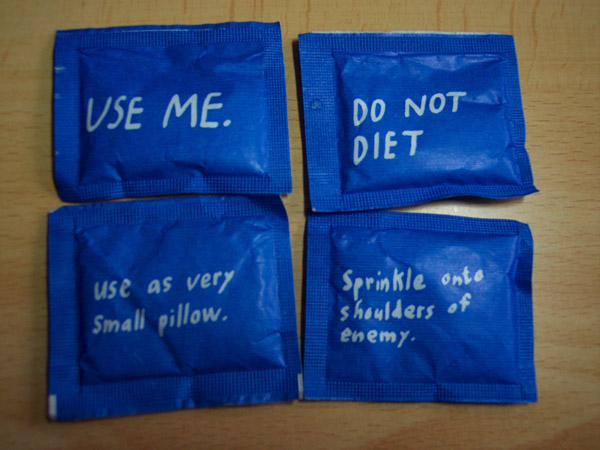 USE ME.
DO NOT
DIET
use as very
small pillow.
Sprinkle onto
shoulders of
enemy.